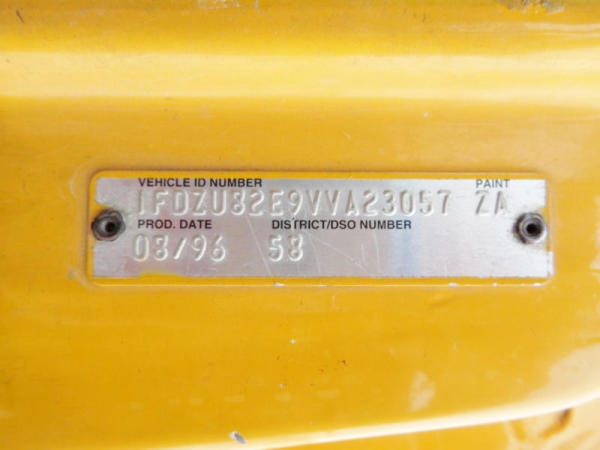 VEHICLE ID NUMBER PAINT
1FDZU82E9VVA23057 ZA
PROD. DATE DISTRICT/DSO NUMBER
08/96 58